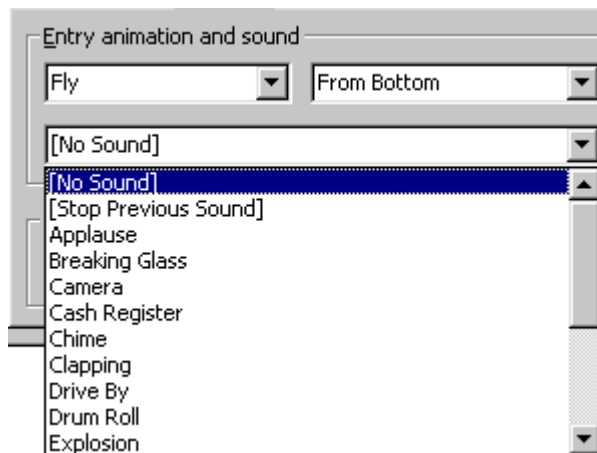 Entry animation and sound
Fly From Bottom
[No Sound]
[No Sound]
[Stop Previous Sound]
Applause
Breaking Glass
Camera
Cash Register
Chime
Clapping
Drive By
Drum Roll
Explosion